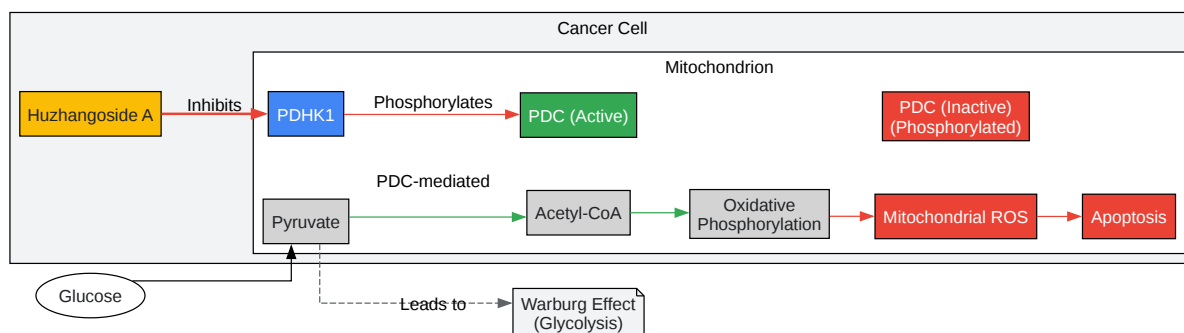 Cancer Cell
Mitochondrion
Huzhangoside A
Inhibits
PDHK1
Phosphorylates
PDC (Active)
PDC (Inactive)
(Phosphorylated)
PDC-mediated
Pyruvate
Acetyl-CoA
Oxidative
Phosphorylation
Mitochondrial ROS
Apoptosis
Glucose
Leads to
Warburg Effect
(Glycolysis)